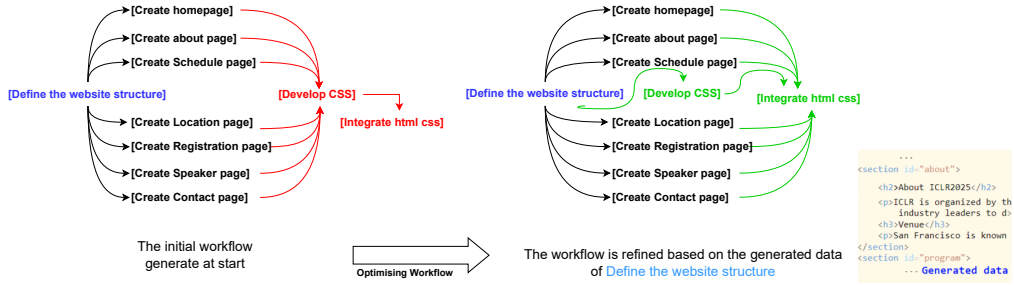 [Create homepage]
[Create about page]
[Create Schedule page]
[Define the website structure]
[Develop CSS]
[Integrate html css]
[Create Location page]
[Create Registration page]
[Create Speaker page]
[Create Contact page]
The initial workflow
generate at start
Optimising Workflow
[Create homepage]
[Create about page]
[Create Schedule page]
[Define the website structure]
[Develop CSS]
[Integrate html css]
[Create Location page]
[Create Registration page]
[Create Speaker page]
[Create Contact page]
The workflow is refined based on the generated data
of Define the website structure
...
<section id="about">
<h2>About ICLR2025</h2>
<p>ICLR is organized by th
industry leaders to d>
<h3>Venue</h3>
<p>San Francisco is known
</section>
<section id="program">
... Generated data